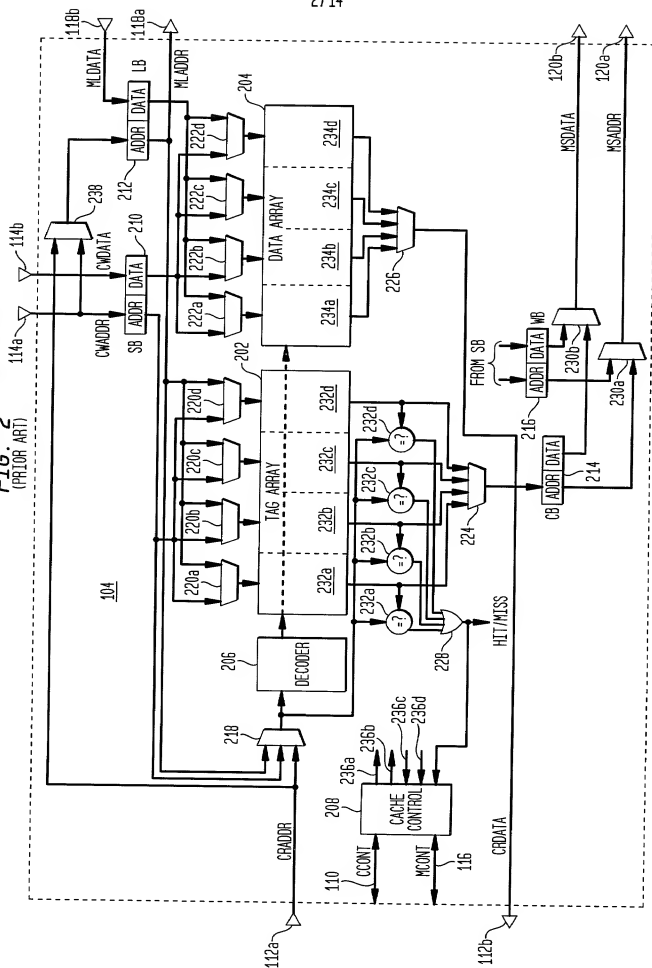 2/14
FIG. 2
(PRIOR ART)
114a
114b
118b
118a
MLDATA
MLADDR
CWADDR
CWDATA
238
ADDR DATA
LB
212
ADDR DATA
SB
210
104
220a
220b
220c
220d
222a
222b
222c
222d
202
204
TAG ARRAY
DATA ARRAY
232a
232b
232c
232d
234a
234b
234c
234d
206
DECODER
218
232a
232b
232c
232d
=?
=?
=?
=?
224
226
228
HIT/MISS
236a
236b
236c
236d
208
CACHE
CONTROL
CRADDR
112a
110
CCONT
MCONT
116
CRDATA
112b
CB
ADDR DATA
214
FROM SB
ADDR DATA
WB
216
230a
230b
MSDATA
MSADDR
120b
120a